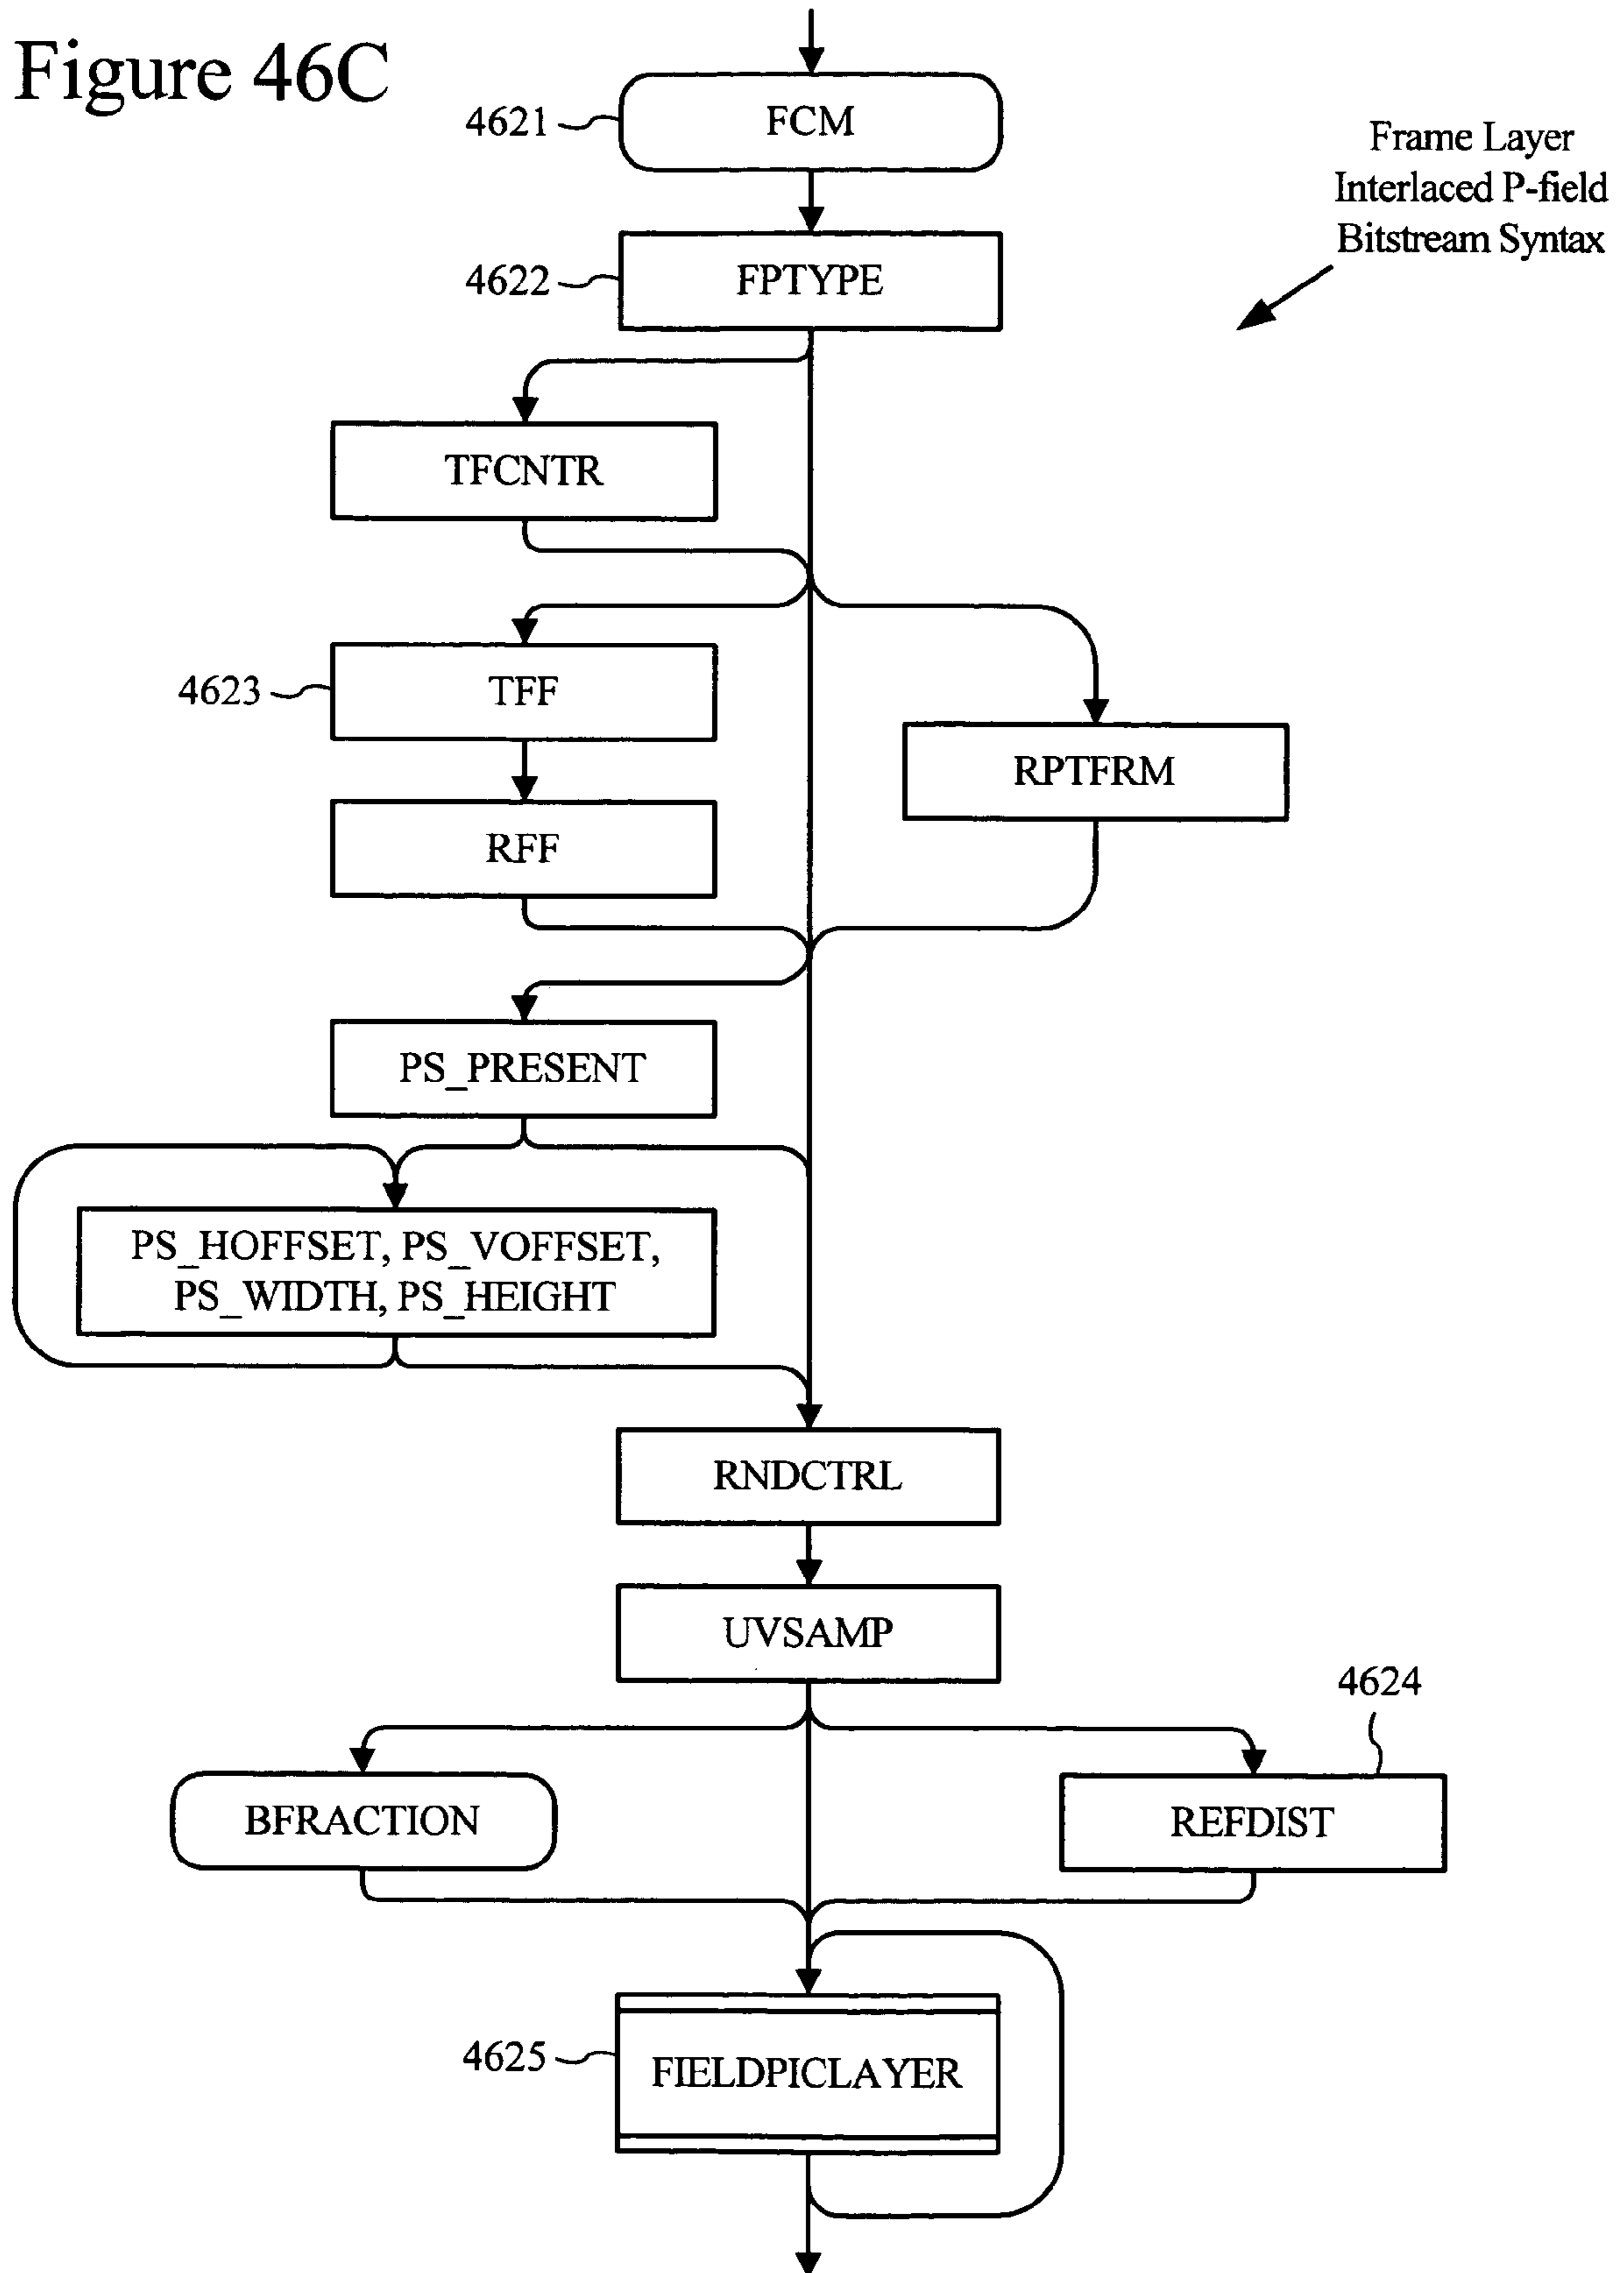 Figure 46C
4621
FCM
Frame Layer
Interlaced P-field
Bitstream Syntax
4622
FPTYPE
TFCNTR
4623
TFF
RPTFRM
RFF
PS_PRESENT
PS_HOFFSET, PS_VOFFSET,
PS_WIDTH, PS_HEIGHT
RNDCTRL
UVSAMP
4624
BFRACTION
REFDIST
4625
FIELDPICLAYER